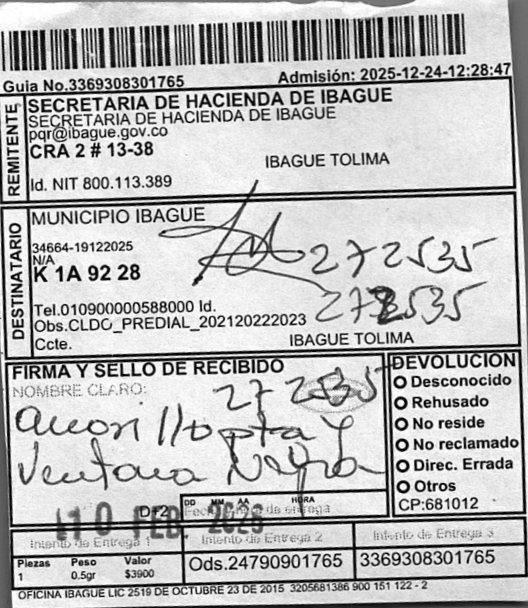 Guia No.3369308301765
Admisión: 2025-12-24-12:28:47
REMITENTE
SECRETARIA DE HACIENDA DE IBAGUE
SECRETARIA DE HACIENDA DE IBAGUE
pqr@ibague.gov.co
CRA 2 # 13-38
IBAGUE TOLIMA
Id. NIT 800.113.389
DESTINATARIO
MUNICIPIO IBAGUE
34664-19122025
N/A
K 1A 92 28
272535
272535
Tel.010900000588000 Id.
Obs.CLDO_PREDIAL_202120222023
Ccte.
IBAGUE TOLIMA
FIRMA Y SELLO DE RECIBIDO
NOMBRE CLARO:
272535
Ventana Negra
DEVOLUCION
Desconocido
Rehusado
No reside
No reclamado
Direc. Errada
Otros
CP:681012
D+2
DD MM AA HORA
Fecha de entrega
10 FEB. 2026
Intento de Entrega 1
Intento de Entrega 2
Intento de Entrega 3
Piezas Peso Valor
1 0.5gr $3900
Ods.24790901765
3369308301765
OFICINA IBAGUE LIC 2519 DE OCTUBRE 23 DE 2015 3205681386 900 151 122 - 2